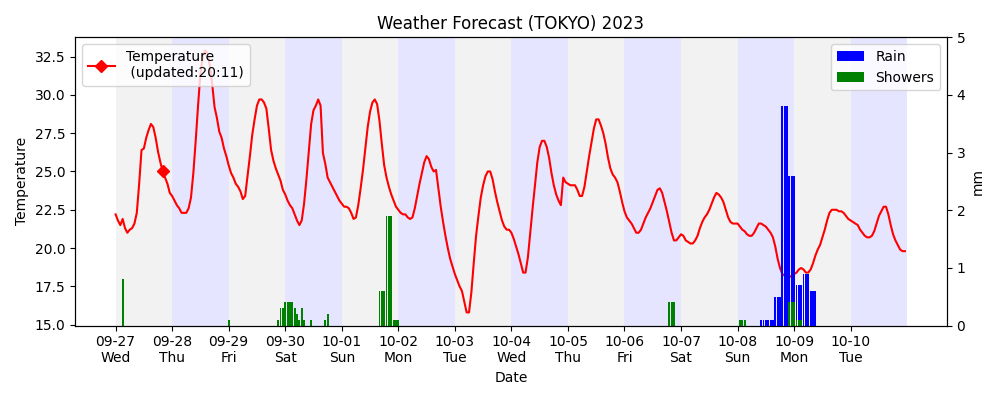 Weather Forecast (TOKYO) 2023
Temperature
(updated:20:11)
Rain
Showers
Temperature
32.5
30.0
27.5
25.0
22.5
20.0
17.5
15.0
5
4
3
2
1
0
mm
09-27 09-28 09-29 09-30 10-01 10-02 10-03 10-04 10-05 10-06 10-07 10-08 10-09 10-10
Wed Thu Fri Sat Sun Mon Tue Wed Thu Fri Sat Sun Mon Tue
Date